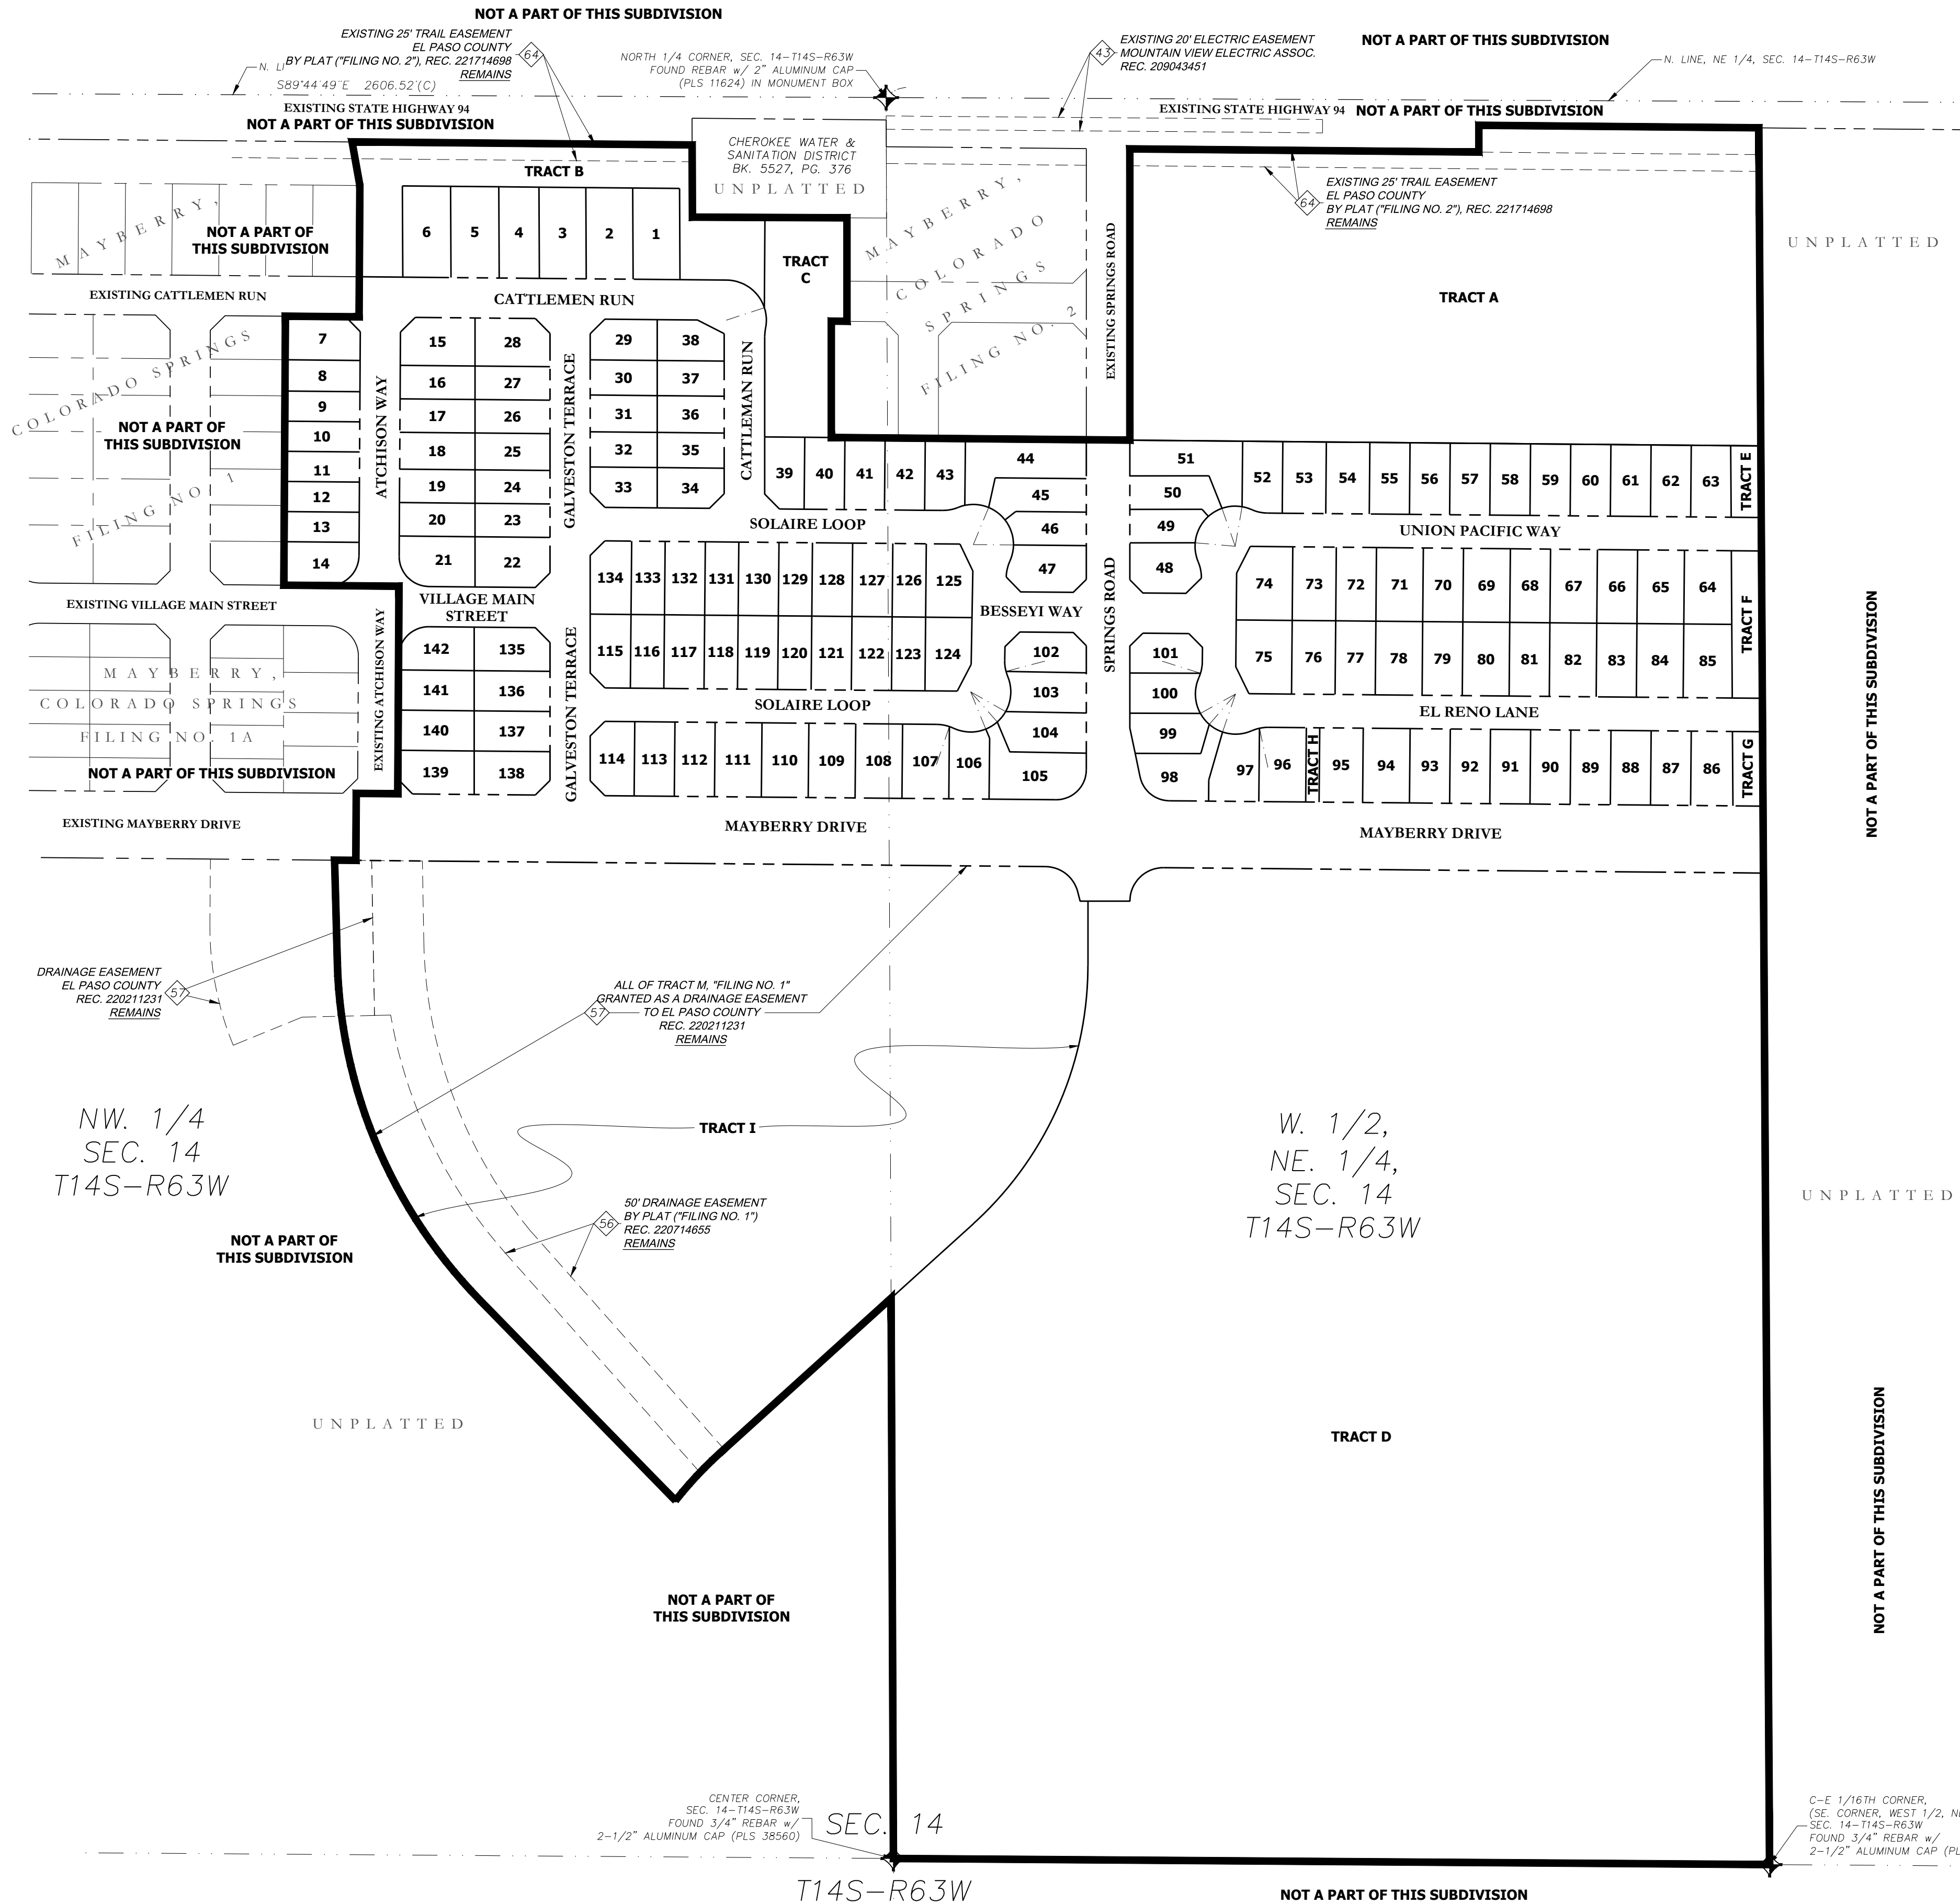 NOT A PART OF THIS SUBDIVISION
EXISTING 25' TRAIL EASEMENT
EL PASO COUNTY
BY PLAT ("FILING NO. 2"), REC. 221714698
REMAINS
64
N. LI
S89°44'49"E 2606.52'(C)
NORTH 1/4 CORNER, SEC. 14-T14S-R63W
FOUND REBAR w/ 2" ALUMINUM CAP
(PLS 11624) IN MONUMENT BOX
43
EXISTING 20' ELECTRIC EASEMENT
MOUNTAIN VIEW ELECTRIC ASSOC.
REC. 209043451
NOT A PART OF THIS SUBDIVISION
N. LINE, NE 1/4, SEC. 14-T14S-R63W
EXISTING STATE HIGHWAY 94
NOT A PART OF THIS SUBDIVISION
EXISTING STATE HIGHWAY 94
NOT A PART OF THIS SUBDIVISION
CHEROKEE WATER &
SANITATION DISTRICT
BK. 5527, PG. 376
UNPLATTED
TRACT B
64
EXISTING 25' TRAIL EASEMENT
EL PASO COUNTY
BY PLAT ("FILING NO. 2"), REC. 221714698
REMAINS
MAYBERRY,
COLORADO SPRINGS
FILING NO. 1
NOT A PART OF
THIS SUBDIVISION
NOT A PART OF
THIS SUBDIVISION
6 5 4 3 2 1
TRACT
C
MAYBERRY,
COLORADO
SPRINGS
FILING NO. 2
EXISTING SPRINGS ROAD
TRACT A
UNPLATTED
EXISTING CATTLEMEN RUN
CATTLEMEN RUN
7
8
9
10
11
12
13
14
ATCHISON WAY
15 28
16 27
17 26
18 25
19 24
20 23
21 22
GALVESTON TERRACE
29 38
30 37
31 36
32 35
33 34
CATTLEMAN RUN
39 40 41 42 43
44
45
46
47
51
50
49
48
52 53 54 55 56 57 58 59 60 61 62 63
TRACT E
SOLAIRE LOOP
UNION PACIFIC WAY
134 133 132 131 130 129 128 127 126 125
115 116 117 118 119 120 121 122 123 124
BESSEYI WAY
SPRINGS ROAD
74 73 72 71 70 69 68 67 66 65 64
75 76 77 78 79 80 81 82 83 84 85
TRACT F
EXISTING VILLAGE MAIN STREET
VILLAGE MAIN
STREET
MAYBERRY,
COLORADO SPRINGS
FILING NO. 1A
NOT A PART OF THIS SUBDIVISION
EXISTING ATCHISON WAY
142 135
141 136
140 137
139 138
GALVESTON TERRACE
SOLAIRE LOOP
102
103
104
105
101
100
99
98
EL RENO LANE
114 113 112 111 110 109 108 107 106
97 96
TRACT H
95 94 93 92 91 90 89 88 87 86
TRACT G
NOT A PART OF THIS SUBDIVISION
EXISTING MAYBERRY DRIVE
MAYBERRY DRIVE
MAYBERRY DRIVE
DRAINAGE EASEMENT
EL PASO COUNTY
REC. 220211231
REMAINS
57
ALL OF TRACT M, "FILING NO. 1"
GRANTED AS A DRAINAGE EASEMENT
TO EL PASO COUNTY
REC. 220211231
REMAINS
57
NW. 1/4
SEC. 14
T14S-R63W
TRACT I
W. 1/2,
NE. 1/4,
SEC. 14
T14S-R63W
UNPLATTED
56
50' DRAINAGE EASEMENT
BY PLAT ("FILING NO. 1")
REC. 220714655
REMAINS
NOT A PART OF
THIS SUBDIVISION
UNPLATTED
TRACT D
NOT A PART OF THIS SUBDIVISION
NOT A PART OF
THIS SUBDIVISION
CENTER CORNER,
SEC. 14-T14S-R63W
FOUND 3/4" REBAR w/
2-1/2" ALUMINUM CAP (PLS 38560)
SEC. 14
T14S-R63W
C-E 1/16TH CORNER,
(SE. CORNER, WEST 1/2, N
SEC. 14-T14S-R63W
FOUND 3/4" REBAR w/
2-1/2" ALUMINUM CAP (PL
NOT A PART OF THIS SUBDIVISION